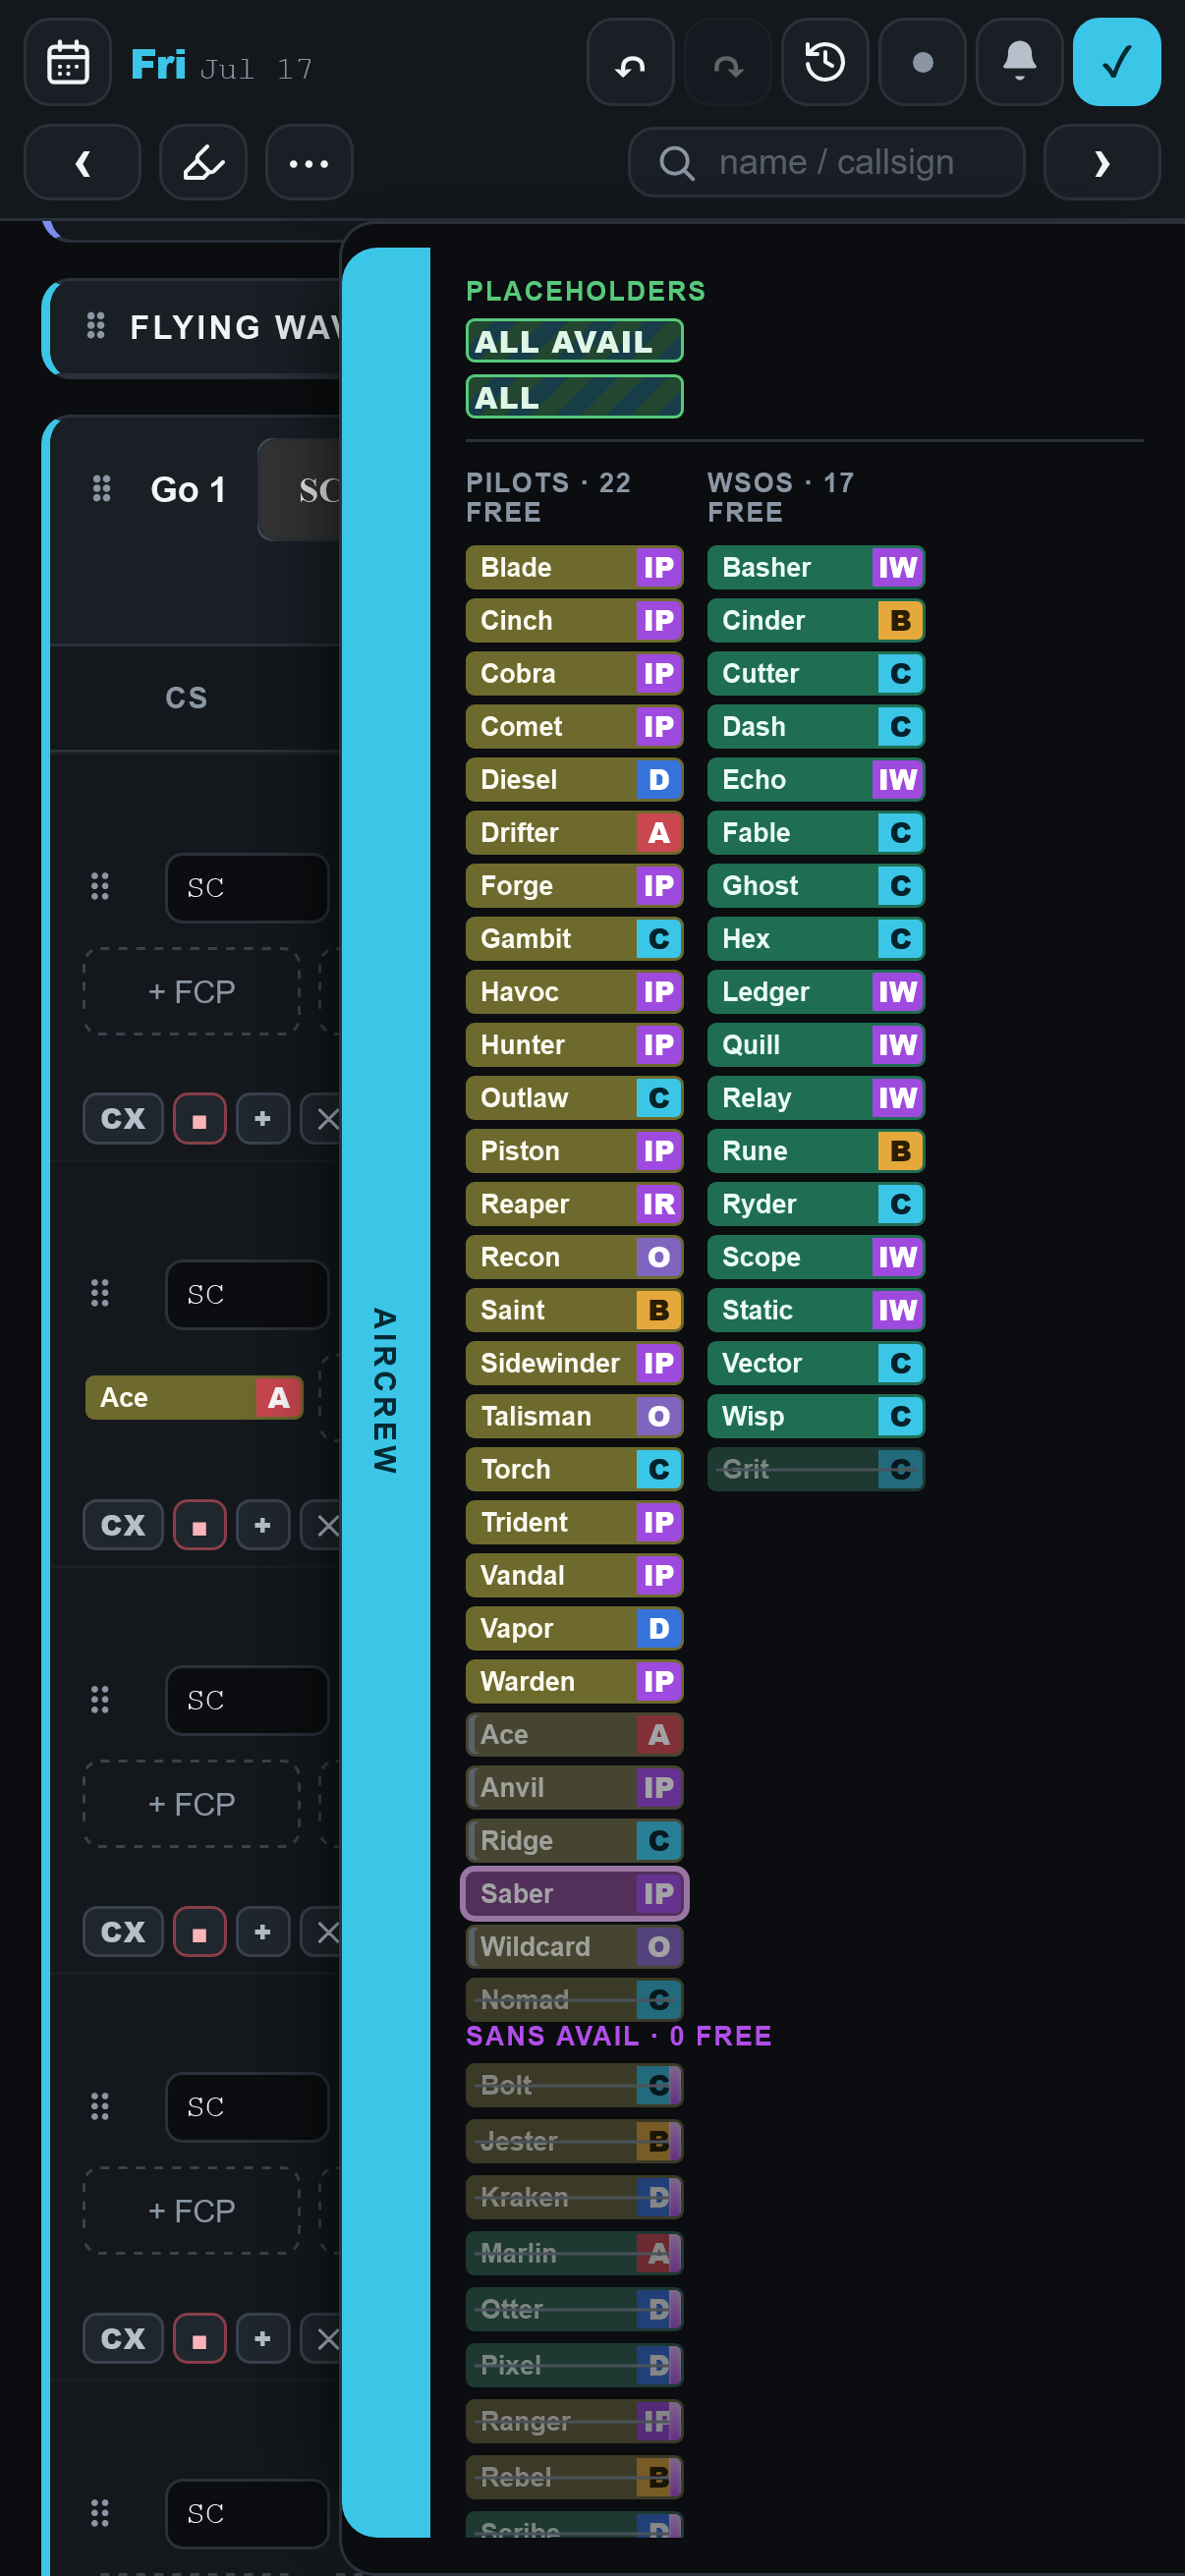 Fri Jul 17
name / callsign
FLYING WAV
Go 1
SC
CS
SC
+ FCP
CX + ×
SC
Ace A
CX + ×
SC
+ FCP
CX + ×
SC
+ FCP
CX + ×
SC
AIRCREW
PLACEHOLDERS
ALL AVAIL
ALL
PILOTS · 22
FREE
Blade IP
Cinch IP
Cobra IP
Comet IP
Diesel D
Drifter A
Forge IP
Gambit C
Havoc IP
Hunter IP
Outlaw C
Piston IP
Reaper IR
Recon O
Saint B
Sidewinder IP
Talisman O
Torch C
Trident IP
Vandal IP
Vapor D
Warden IP
Ace A
Anvil IP
Ridge C
Saber IP
Wildcard O
Nomad C
WSOS · 17
FREE
Basher IW
Cinder B
Cutter C
Dash C
Echo IW
Fable C
Ghost C
Hex C
Ledger IW
Quill IW
Relay IW
Rune B
Ryder C
Scope IW
Static IW
Vector C
Wisp C
Grit C
SANS AVAIL · 0 FREE
Bolt C
Jester B
Kraken D
Marlin A
Otter D
Pixel D
Ranger IP
Rebel B
Scribe D